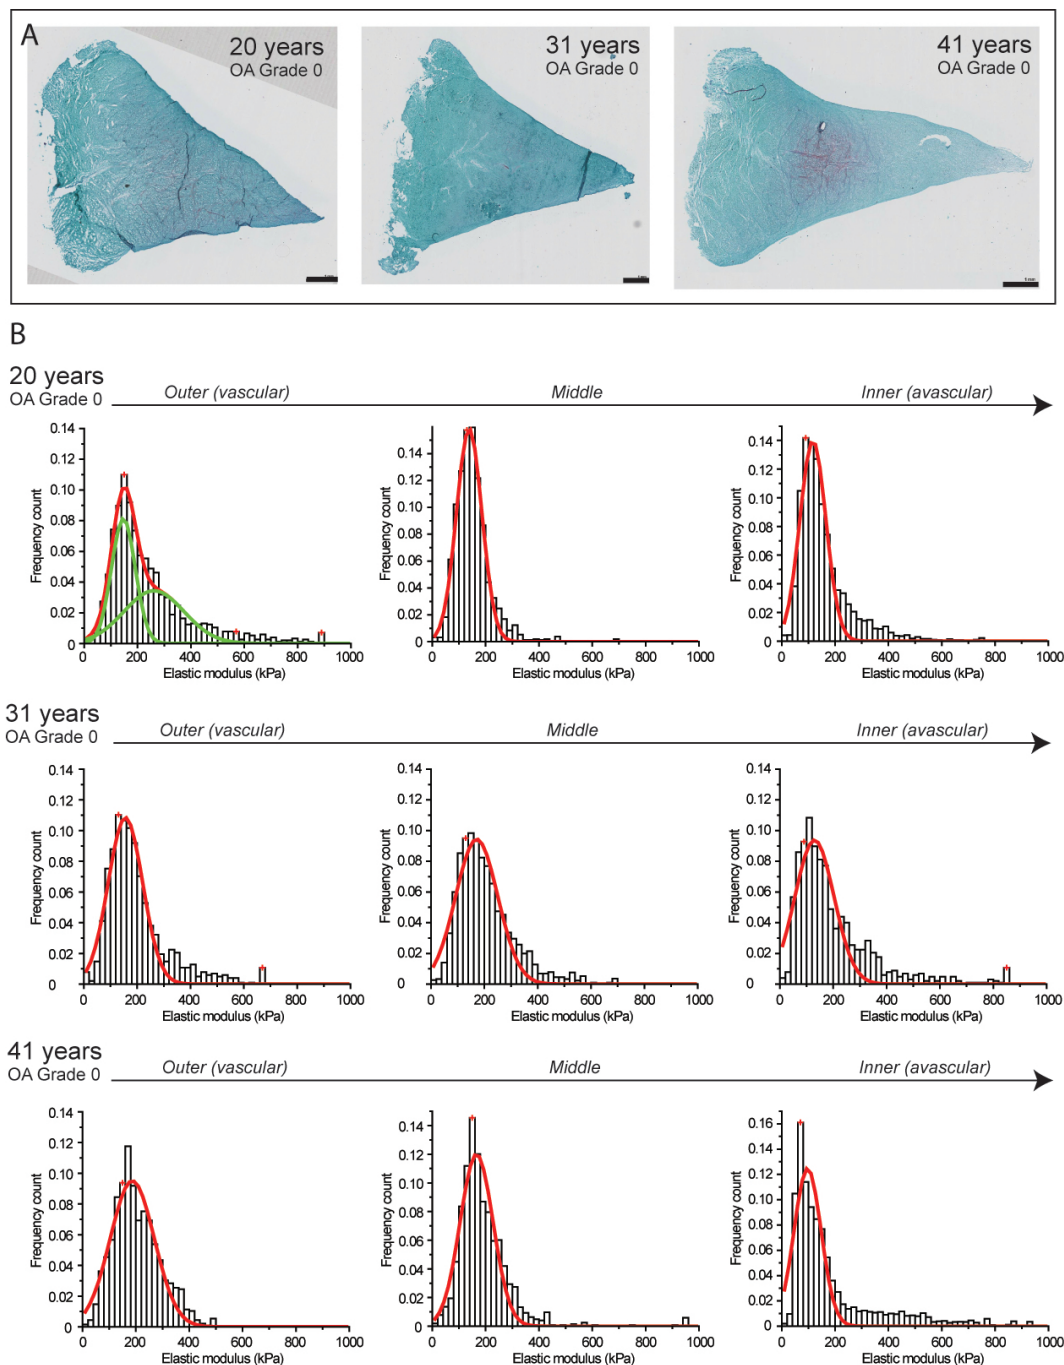 A
20 years
OA Grade 0
31 years
OA Grade 0
41 years
OA Grade 0
B
20 years
OA Grade 0
Outer (vascular)
Middle
Inner (avascular)
Frequency count
0.14
0.12
0.10
0.08
0.06
0.04
0.02
0
0 200 400 600 800 1000
Elastic modulus (kPa)
Frequency count
0.14
0.12
0.10
0.08
0.06
0.04
0.02
0
0 200 400 600 800 1000
Elastic modulus (kPa)
Frequency count
0.14
0.12
0.10
0.08
0.06
0.04
0.02
0
0 200 400 600 800 1000
Elastic modulus (kPa)
31 years
OA Grade 0
Outer (vascular)
Middle
Inner (avascular)
Frequency count
0.14
0.12
0.10
0.08
0.06
0.04
0.02
0
0 200 400 600 800 1000
Elastic modulus (kPa)
Frequency count
0.14
0.12
0.10
0.08
0.06
0.04
0.02
0
0 200 400 600 800 1000
Elastic modulus (kPa)
Frequency count
0.14
0.12
0.10
0.08
0.06
0.04
0.02
0
0 200 400 600 800 1000
Elastic modulus (kPa)
41 years
OA Grade 0
Outer (vascular)
Middle
Inner (avascular)
Frequency count
0.14
0.12
0.10
0.08
0.06
0.04
0.02
0
0 200 400 600 800 1000
Elastic modulus (kPa)
Frequency count
0.14
0.12
0.10
0.08
0.06
0.04
0.02
0
0 200 400 600 800 1000
Elastic modulus (kPa)
Frequency count
0.16
0.14
0.12
0.10
0.08
0.06
0.04
0.02
0
0 200 400 600 800 1000
Elastic modulus (kPa)